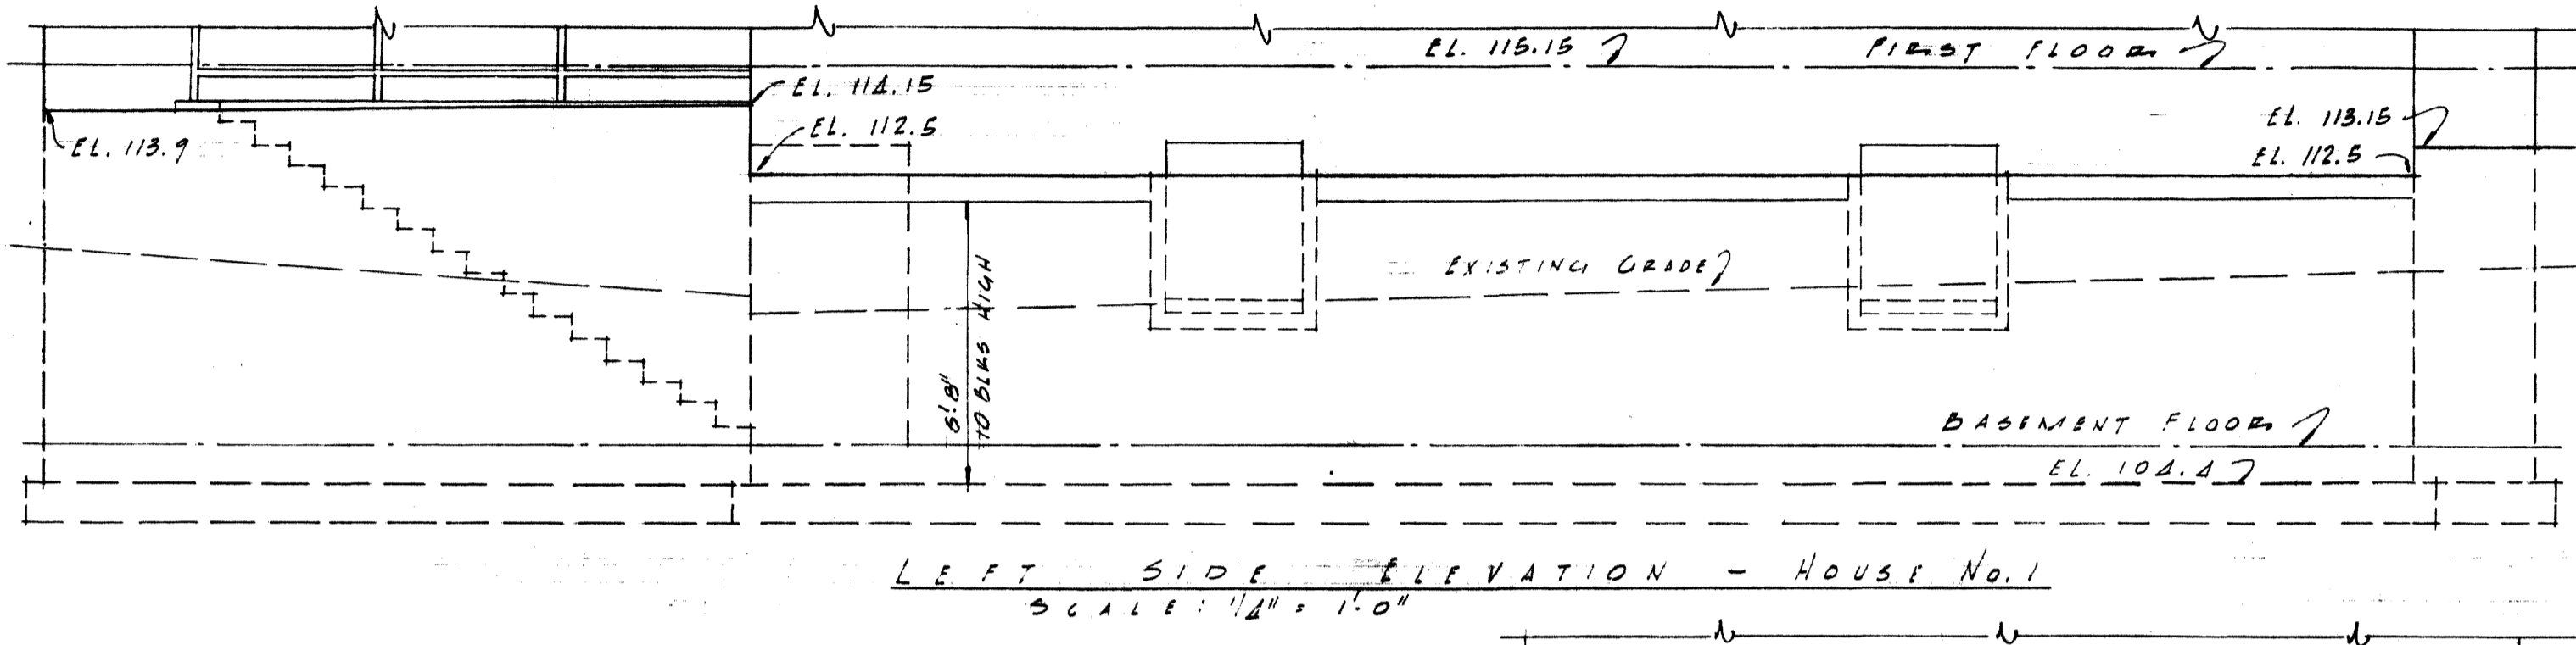 EL. 115.15
FIRST FLOOR
EL. 114.15
EL. 112.5
EL. 113.9
EL. 113.15
EL. 112.5
EXISTING GRADE
10 BLKS HIGH
BASEMENT FLOOR
EL. 104.4
LEFT SIDE ELEVATION - HOUSE No. 1
SCALE: 1/4" = 1'-0"